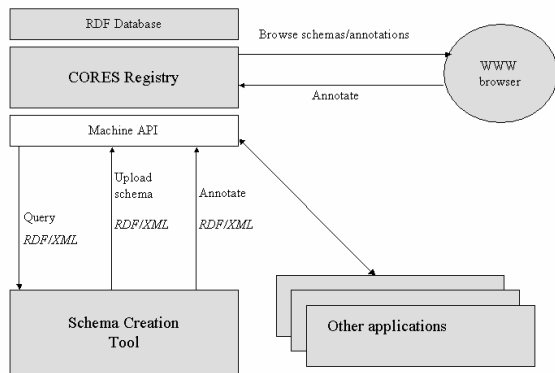 RDF Database
Browse schemas/annotations
CORES Registry
WWW
browser
Annotate
Machine API
Upload
schema
Annotate
Query
RDF/XML
RDF/XML
RDF/XML
Schema Creation
Tool
Other applications